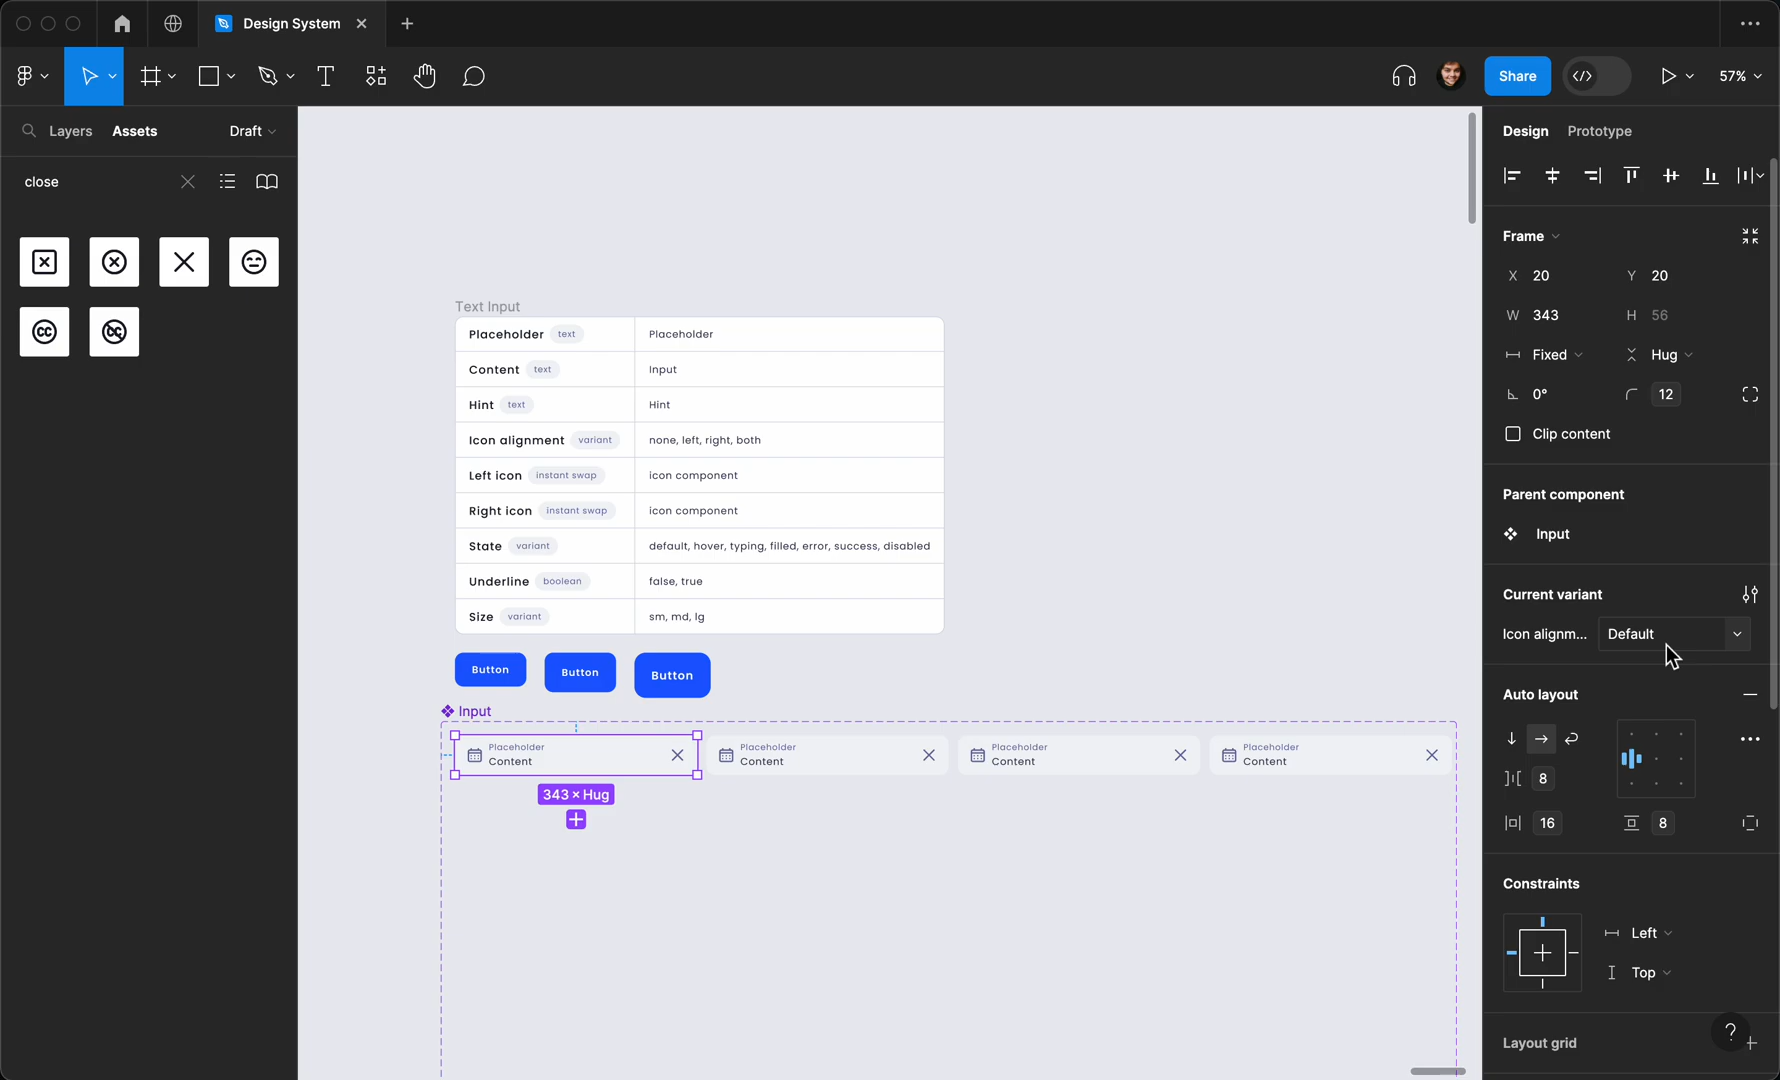 Design System
Share
57%
Layers
Assets
Draft
close
Text Input
Placeholder text Placeholder
Content text Input
Hint text Hint
Icon alignment variant none, left, right, both
Left icon instant swap icon component
Right icon instant swap icon component
State variant default, hover, typing, filled, error, success, disabled
Underline boolean false, true
Size variant sm, md, lg
Button
Button
Button
Input
Placeholder
Content
Placeholder
Content
Placeholder
Content
Placeholder
Content
343 × Hug
Design
Prototype
Frame
X 20
Y 20
W 343
H 56
Fixed
Hug
0°
12
Clip content
Parent component
Input
Current variant
Icon alignm... Default
Auto layout
8
16
8
Constraints
Left
Top
Layout grid
?